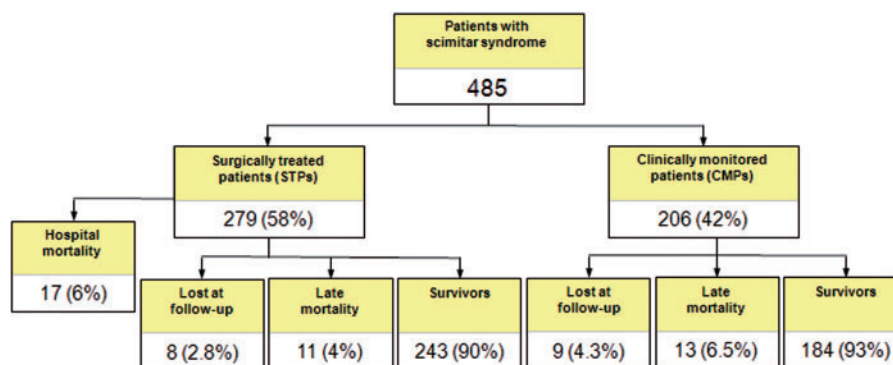 Patients with
scimitar syndrome
485
Surgically treated
patients (STPs)
279 (58%)
Clinically monitored
patients (CMPs)
206 (42%)
Hospital
mortality
17 (6%)
Lost at
follow-up
8 (2.8%)
Late
mortality
11 (4%)
Survivors
243 (90%)
Lost at
follow-up
9 (4.3%)
Late
mortality
13 (6.5%)
Survivors
184 (93%)